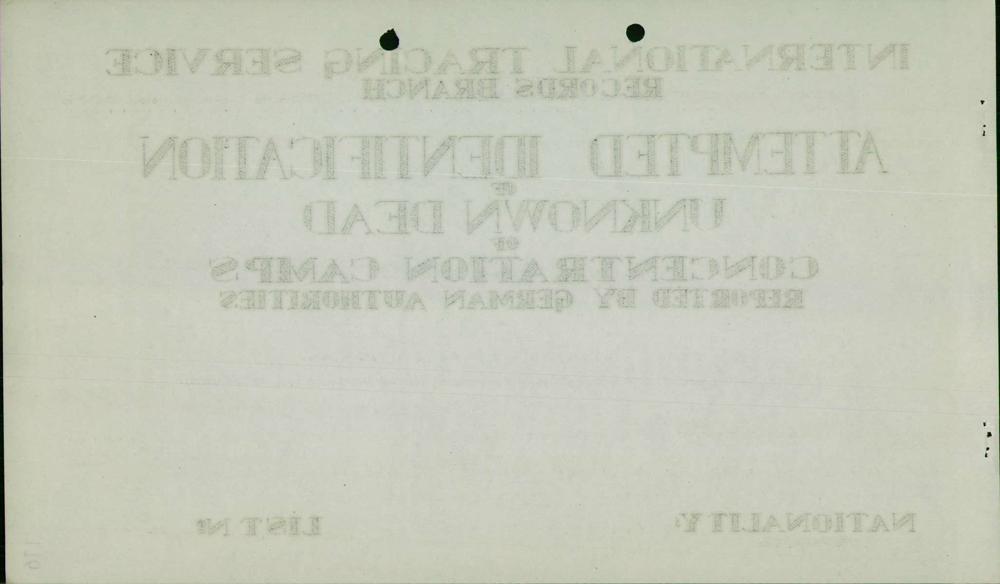 INTERNATIONAL TRACING SERVICE
RECORDS BRANCH
ATTEMPTED IDENTIFICATION
OF
UNKNOWN DEAD
OF
CONCENTRATION CAMPS
REPORTED BY GERMAN AUTHORITIES
NATIONALITY: LIST Nº